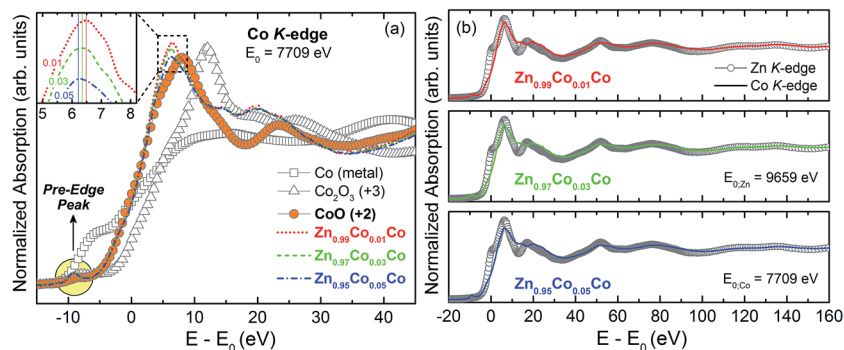 (a)
Co K-edge
E0 = 7709 eV
0.01
0.03
0.05
5 6 7 8
Normalized Absorption (arb. units)
Pre-Edge
Peak
Co (metal)
Co2O3 (+3)
CoO (+2)
Zn0.99Co0.01Co
Zn0.97Co0.03Co
Zn0.95Co0.05Co
-10 0 10 20 30 40
E - E0 (eV)
(b)
Normalized Absorption (arb. units)
Zn0.99Co0.01Co
Zn K-edge
Co K-edge
Zn0.97Co0.03Co
E0;Zn = 9659 eV
Zn0.95Co0.05Co
E0;Co = 7709 eV
-20 0 20 40 60 80 100 120 140 160
E - E0 (eV)